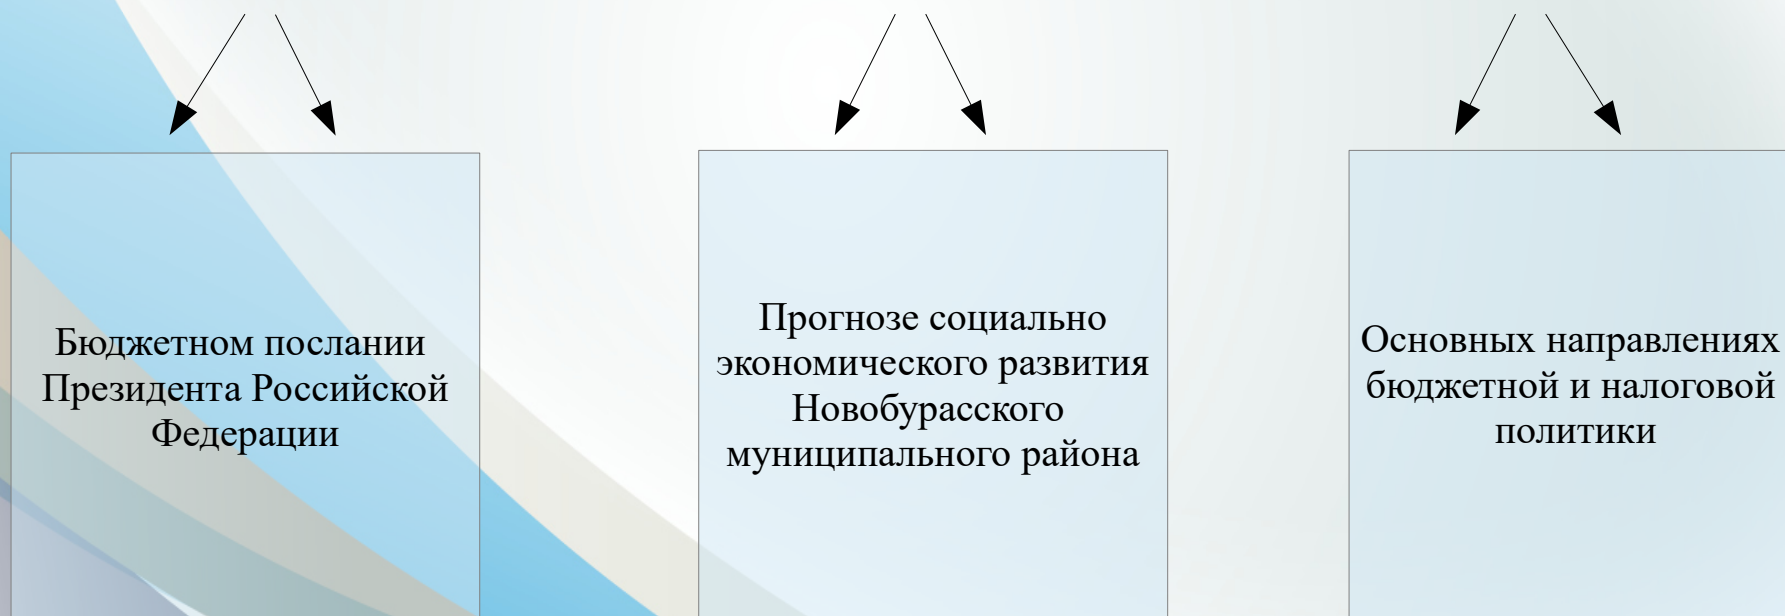 Бюджетном послании
Президента Российской
Федерации
Прогнозе социально
экономического развития
Новобурасского
муниципального района
Основных направлениях
бюджетной и налоговой
политики